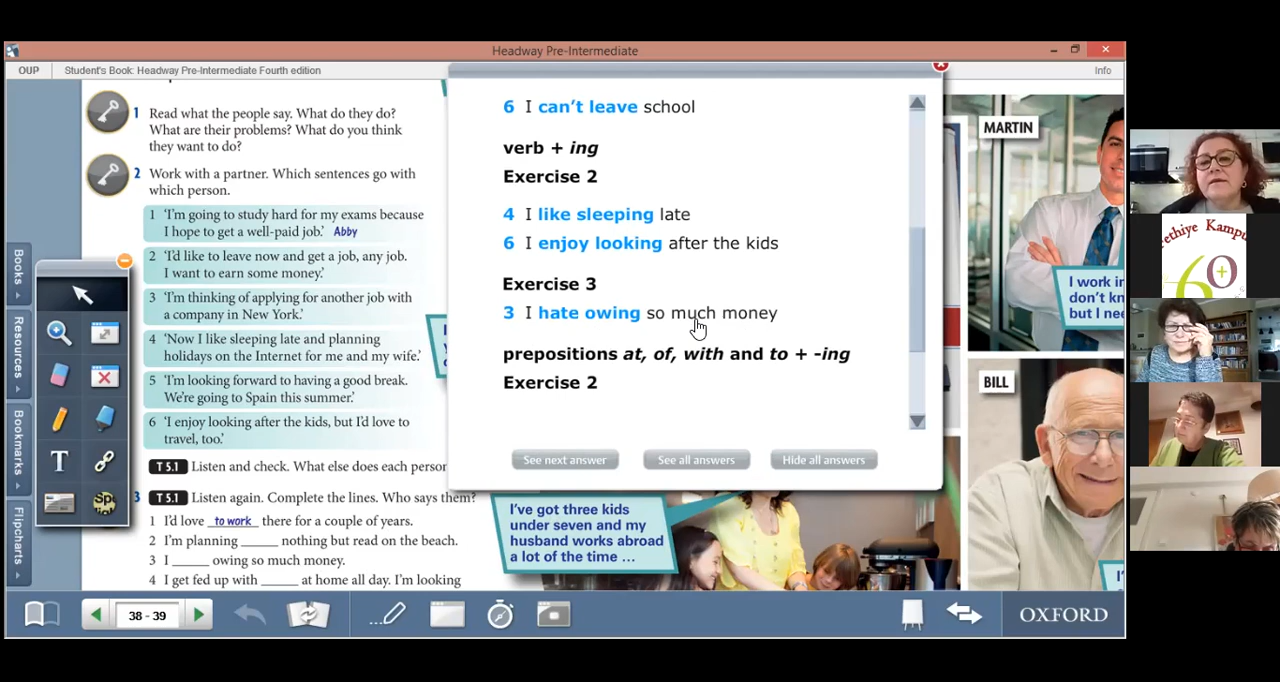 Headway Pre-Intermediate
OUP
Student's Book: Headway Pre-Intermediate Fourth edition
Info
1 Read what the people say. What do they do?
What are their problems? What do you think
they want to do?
2 Work with a partner. Which sentences go with
which person.
1 'I'm going to study hard for my exams because
I hope to get a well-paid job.' Abby
2 'I'd like to leave now and get a job, any job.
I want to earn some money.'
3 'I'm thinking of applying for another job with
a company in New York.'
4 'Now I like sleeping late and planning
holidays on the Internet for me and my wife.'
5 'I'm looking forward to having a good break.
We're going to Spain this summer.'
6 'I enjoy looking after the kids, but I'd love to
travel, too.'
T 5.1 Listen and check. What else does each person
3 T 5.1 Listen again. Complete the lines. Who says them?
1 I'd love to work there for a couple of years.
2 I'm planning ______ nothing but read on the beach.
3 I ______ owing so much money.
4 I get fed up with ______ at home all day. I'm looking
Books
Resources
Bookmarks
Flipcharts
T
6 I can't leave school
verb + ing
Exercise 2
4 I like sleeping late
6 I enjoy looking after the kids
Exercise 3
3 I hate owing so much money
prepositions at, of, with and to + -ing
Exercise 2
See next answer
See all answers
Hide all answers
I've got three kids
under seven and my
husband works abroad
a lot of the time ...
MARTIN
I work in
don't kn
but I nee
BILL
38 - 39
OXFORD
ethiye Kampu
60+